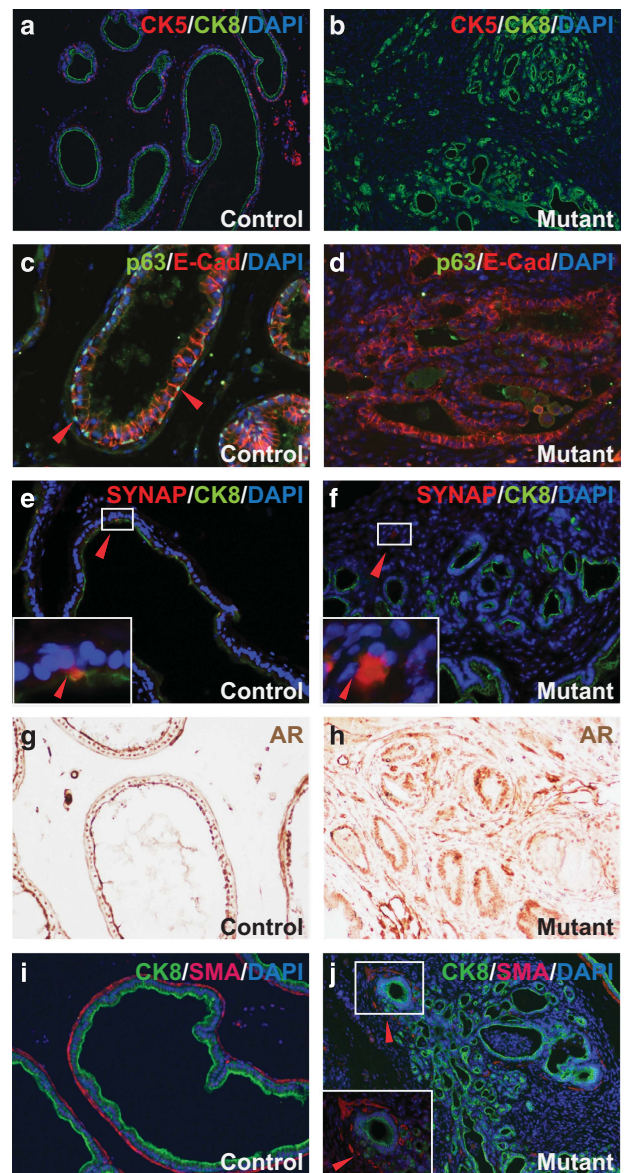 a CK5/CK8/DAPI
Control
b CK5/CK8/DAPI
Mutant
c p63/E-Cad/DAPI
Control
d p63/E-Cad/DAPI
Mutant
e SYNAP/CK8/DAPI
Control
f SYNAP/CK8/DAPI
Mutant
g AR
Control
h AR
Mutant
i CK8/SMA/DAPI
Control
j CK8/SMA/DAPI
Mutant